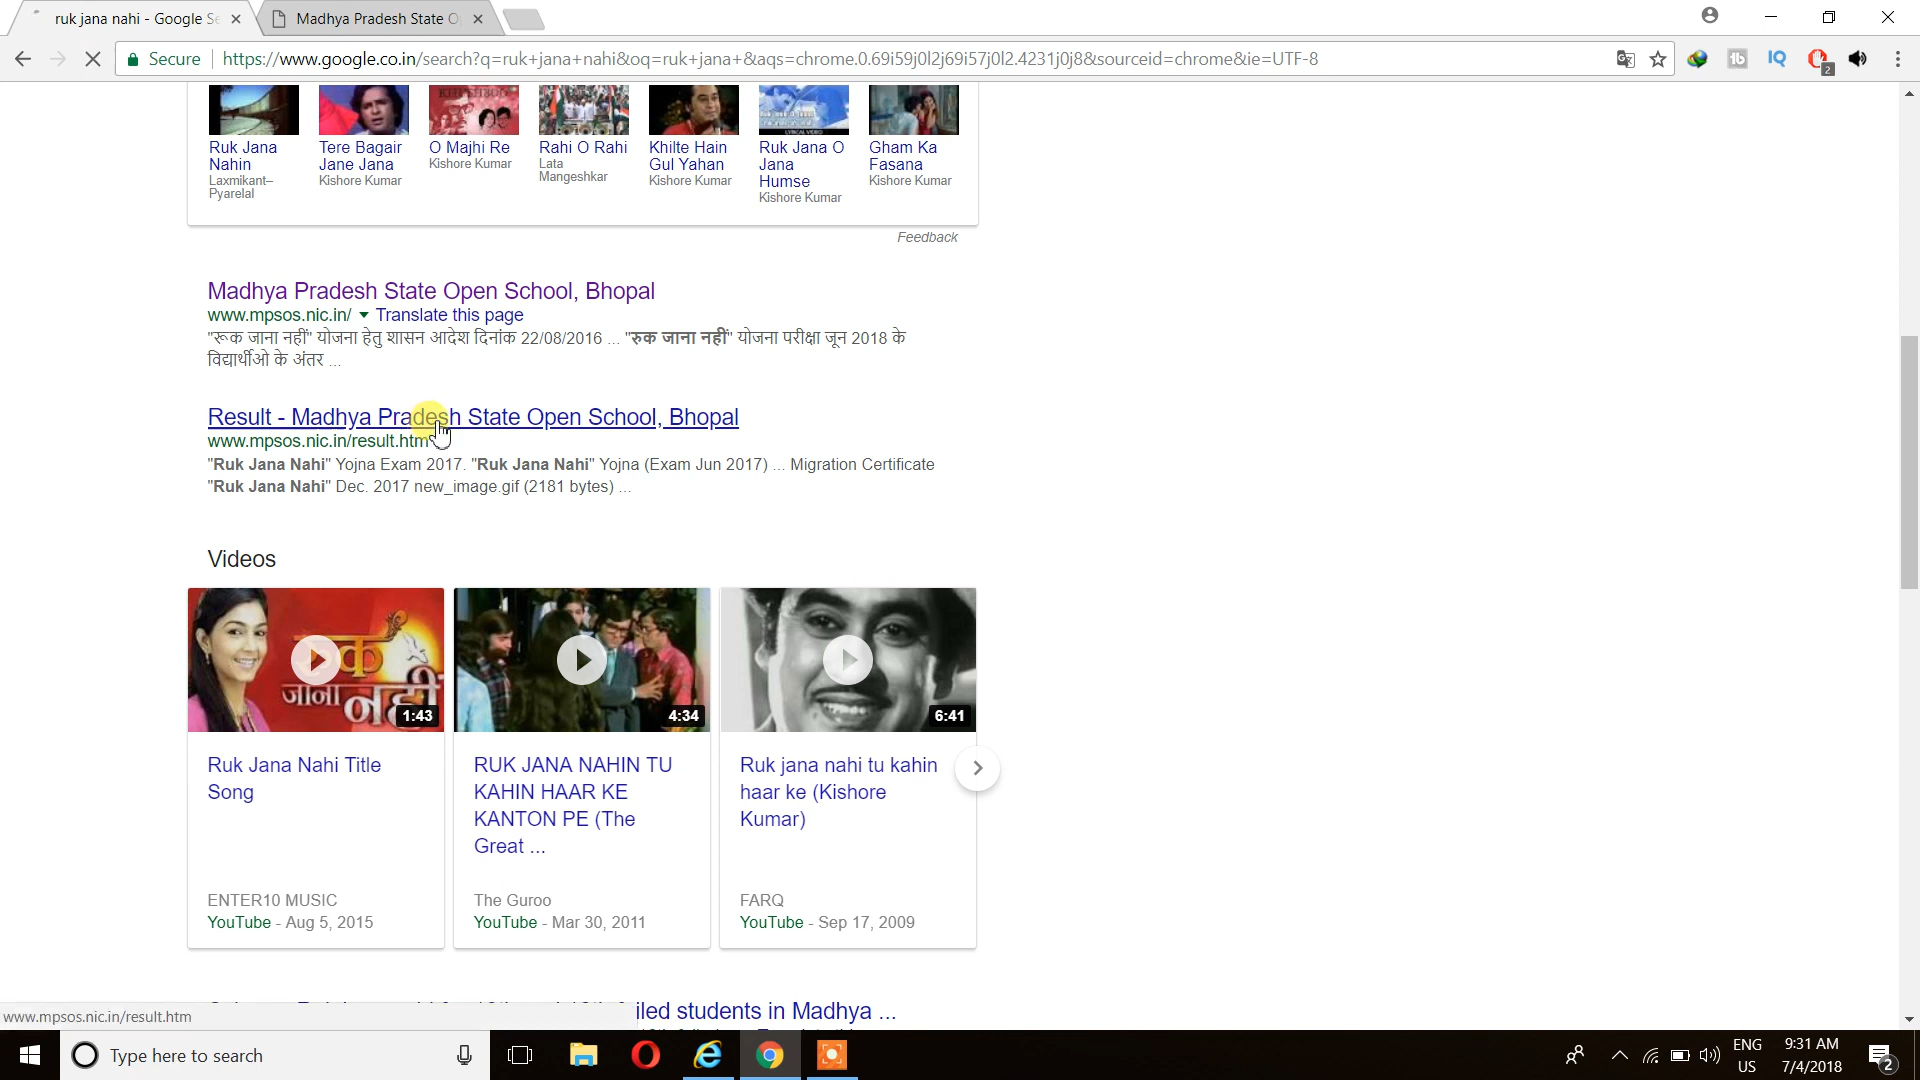 ruk jana nahi - Google Se
Madhya Pradesh State O
Secure
https://www.google.co.in/search?q=ruk+jana+nahi&oq=ruk+jana+&aqs=chrome.0.69i59j0l2j69i57j0l2.4231j0j8&sourceid=chrome&ie=UTF-8
2
Ruk Jana Nahin
Laxmikant–Pyarelal
Tere Bagair Jane Jana
Kishore Kumar
O Majhi Re
Kishore Kumar
Rahi O Rahi
Lata Mangeshkar
Khilte Hain Gul Yahan
Kishore Kumar
Ruk Jana O Jana Humse
Kishore Kumar
Gham Ka Fasana
Kishore Kumar
Feedback
Madhya Pradesh State Open School, Bhopal
www.mpsos.nic.in/ Translate this page
"रूक जाना नहीं" योजना हेतु शासन आदेश दिनांक 22/08/2016 ... "रुक जाना नहीं" योजना परीक्षा जून 2018 के
विद्यार्थीओ के अंतर ...
Result - Madhya Pradesh State Open School, Bhopal
www.mpsos.nic.in/result.htm
"Ruk Jana Nahi" Yojna Exam 2017. "Ruk Jana Nahi" Yojna (Exam Jun 2017) ... Migration Certificate
"Ruk Jana Nahi" Dec. 2017 new_image.gif (2181 bytes) ...
Videos
रुक
जाना नहीं
1:43
4:34
6:41
Ruk Jana Nahi Title
Song
ENTER10 MUSIC
YouTube - Aug 5, 2015
RUK JANA NAHIN TU
KAHIN HAAR KE
KANTON PE (The
Great ...
The Guroo
YouTube - Mar 30, 2011
Ruk jana nahi tu kahin
haar ke (Kishore
Kumar)
FARQ
YouTube - Sep 17, 2009
iled students in Madhya ...
www.mpsos.nic.in/result.htm
Type here to search
ENG
US
9:31 AM
7/4/2018
2